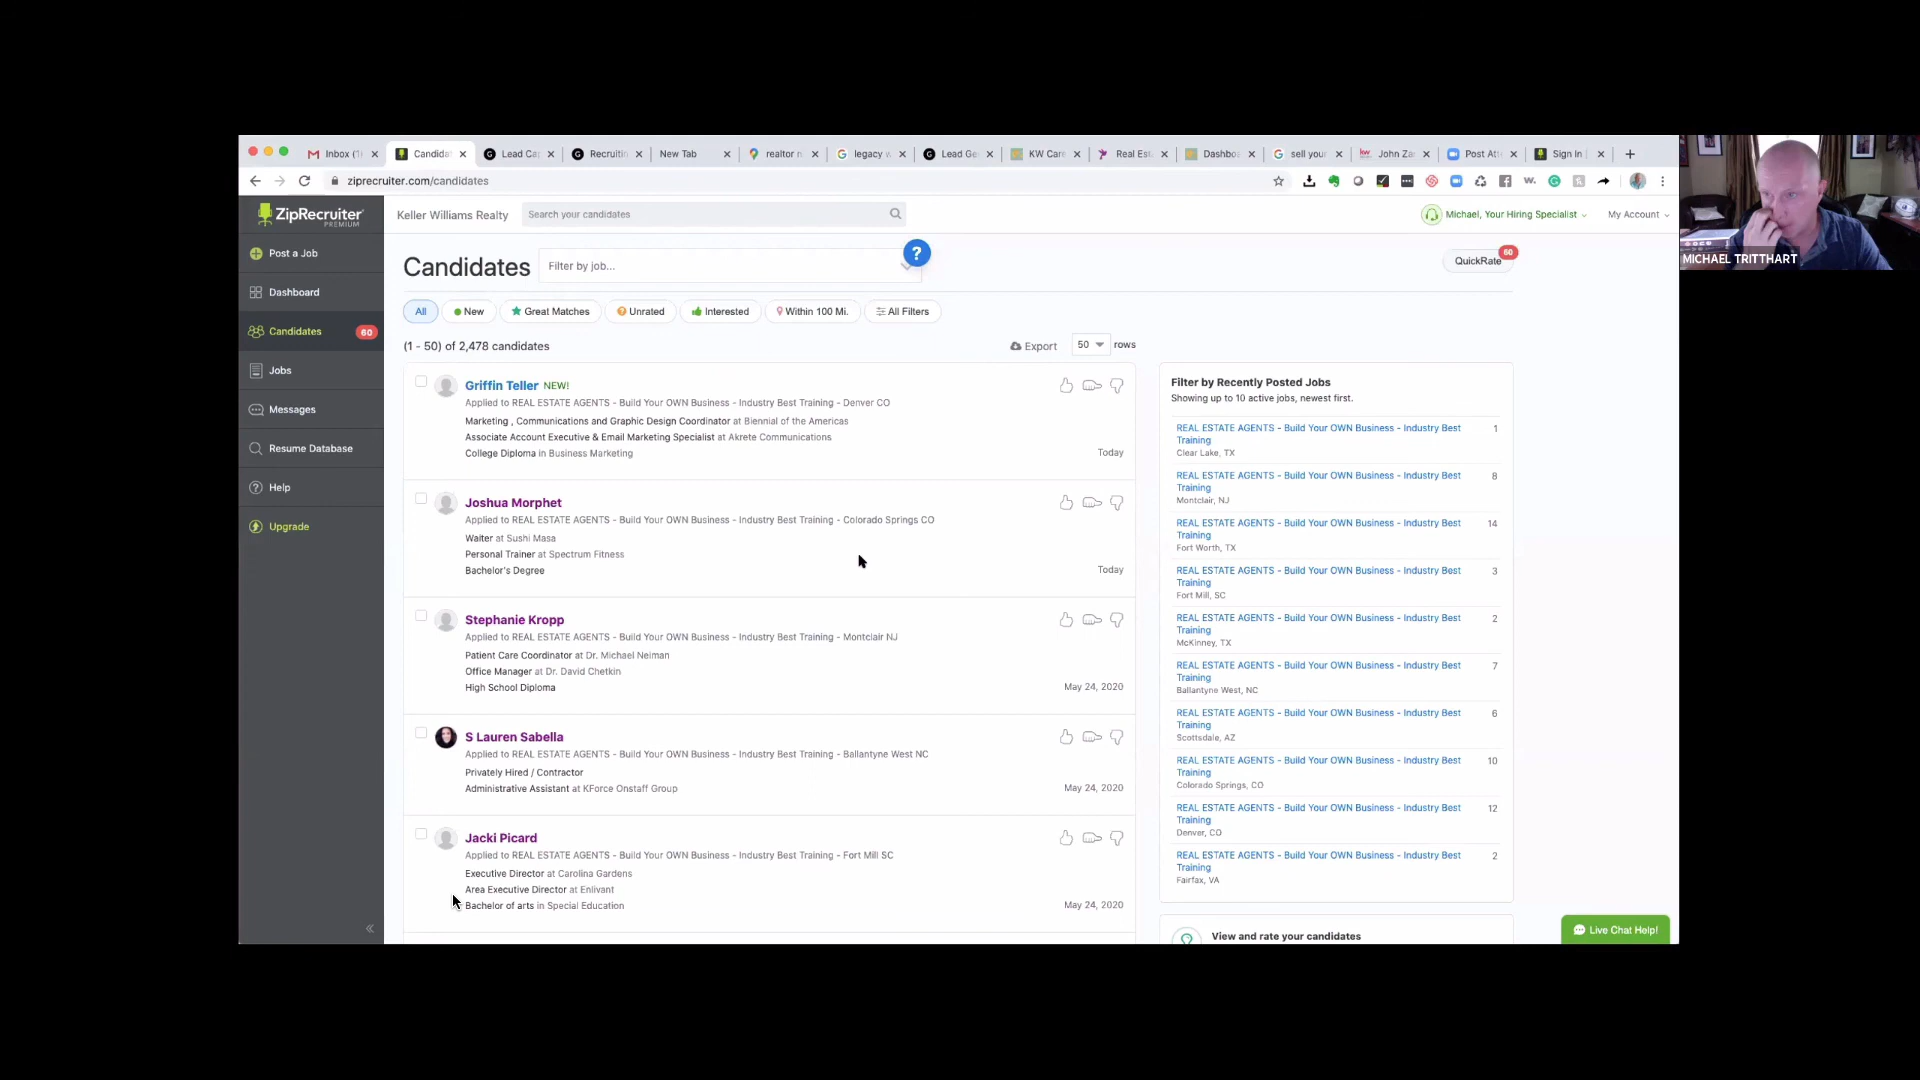 Inbox (1
Candida
Lead Ca
Recruitin
New Tab
realtor n
legacy w
Lead Ge
KW Care
Real Est
Dashbo
sell your
John Za
Post Att
Sign In
ziprecruiter.com/candidates
ZipRecruiter
PREMIUM
Keller Williams Realty
Search your candidates
Michael, Your Hiring Specialist
My Account
MICHAEL TRITTHART
Post a Job
Dashboard
Candidates
60
Jobs
Messages
Resume Database
Help
Upgrade
Candidates
Filter by job...
?
QuickRate
60
All
New
Great Matches
Unrated
Interested
Within 100 Mi.
All Filters
(1 - 50) of 2,478 candidates
Export
50
rows
Griffin Teller NEW!
Applied to REAL ESTATE AGENTS - Build Your OWN Business - Industry Best Training - Denver CO
Marketing , Communications and Graphic Design Coordinator at Biennial of the Americas
Associate Account Executive & Email Marketing Specialist at Akrete Communications
College Diploma in Business Marketing
Today
Joshua Morphet
Applied to REAL ESTATE AGENTS - Build Your OWN Business - Industry Best Training - Colorado Springs CO
Waiter at Sushi Masa
Personal Trainer at Spectrum Fitness
Bachelor's Degree
Today
Stephanie Kropp
Applied to REAL ESTATE AGENTS - Build Your OWN Business - Industry Best Training - Montclair NJ
Patient Care Coordinator at Dr. Michael Neiman
Office Manager at Dr. David Chetkin
High School Diploma
May 24, 2020
S Lauren Sabella
Applied to REAL ESTATE AGENTS - Build Your OWN Business - Industry Best Training - Ballantyne West NC
Privately Hired / Contractor
Administrative Assistant at KForce Onstaff Group
May 24, 2020
Jacki Picard
Applied to REAL ESTATE AGENTS - Build Your OWN Business - Industry Best Training - Fort Mill SC
Executive Director at Carolina Gardens
Area Executive Director at Enlivant
Bachelor of arts in Special Education
May 24, 2020
Filter by Recently Posted Jobs
Showing up to 10 active jobs, newest first.
REAL ESTATE AGENTS - Build Your OWN Business - Industry Best 1
Training
Clear Lake, TX
REAL ESTATE AGENTS - Build Your OWN Business - Industry Best 8
Training
Montclair, NJ
REAL ESTATE AGENTS - Build Your OWN Business - Industry Best 14
Training
Fort Worth, TX
REAL ESTATE AGENTS - Build Your OWN Business - Industry Best 3
Training
Fort Mill, SC
REAL ESTATE AGENTS - Build Your OWN Business - Industry Best 2
Training
McKinney, TX
REAL ESTATE AGENTS - Build Your OWN Business - Industry Best 7
Training
Ballantyne West, NC
REAL ESTATE AGENTS - Build Your OWN Business - Industry Best 6
Training
Scottsdale, AZ
REAL ESTATE AGENTS - Build Your OWN Business - Industry Best 10
Training
Colorado Springs, CO
REAL ESTATE AGENTS - Build Your OWN Business - Industry Best 12
Training
Denver, CO
REAL ESTATE AGENTS - Build Your OWN Business - Industry Best 2
Training
Fairfax, VA
View and rate your candidates
Live Chat Help!